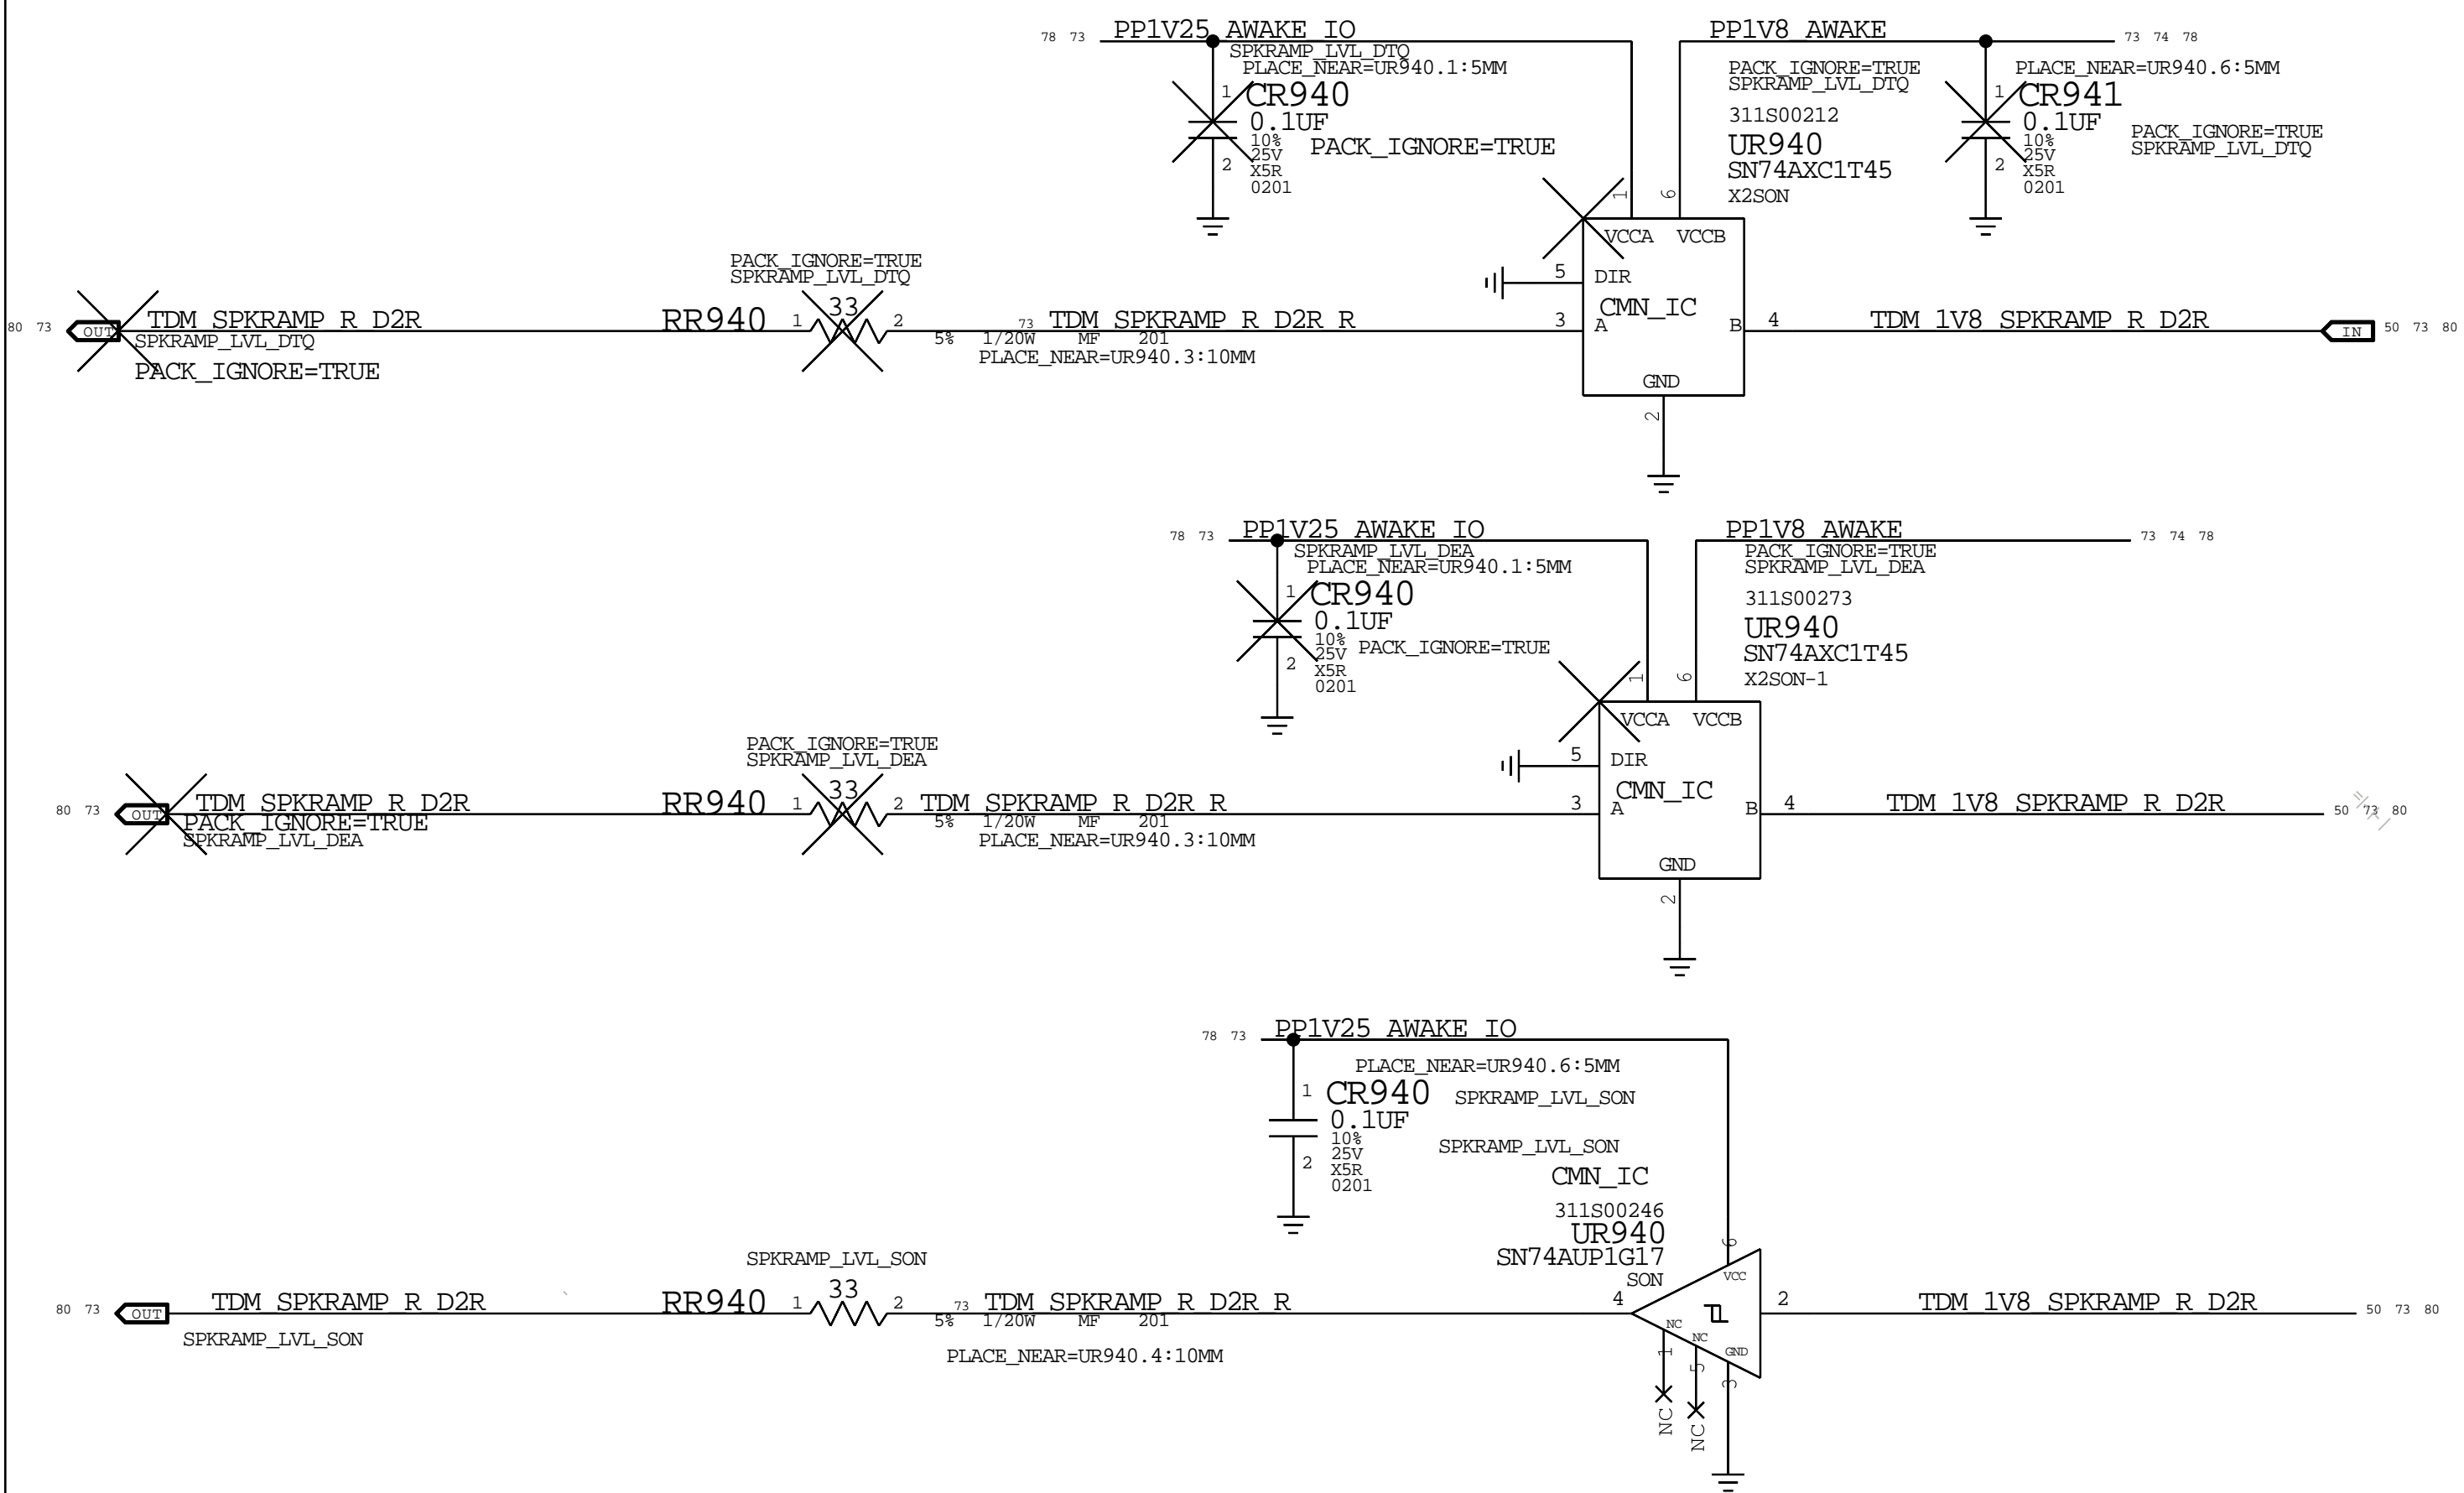 78 73 PP1V25_AWAKE_IO
SPKRAMP_LVL_DTQ
PLACE_NEAR=UR940.1:5MM
1 CR940
0.1UF
10%
25V
X5R
0201
2
PACK_IGNORE=TRUE
PP1V8_AWAKE 73 74 78
PACK_IGNORE=TRUE
SPKRAMP_LVL_DTQ
311S00212
UR940
SN74AXC1T45
X2SON
PLACE_NEAR=UR940.6:5MM
1 CR941
0.1UF
10%
25V
X5R
0201
2
PACK_IGNORE=TRUE
SPKRAMP_LVL_DTQ
1 6
VCCA VCCB
5 DIR
CMN_IC
3 A B 4
GND
2
PACK_IGNORE=TRUE
SPKRAMP_LVL_DTQ
80 73 OUT TDM_SPKRAMP_R_D2R
SPKRAMP_LVL_DTQ
PACK_IGNORE=TRUE
RR940 1 33 2
73 TDM_SPKRAMP_R_D2R_R
5% 1/20W MF 201
PLACE_NEAR=UR940.3:10MM
TDM_1V8_SPKRAMP_R_D2R IN 50 73 80
78 73 PP1V25_AWAKE_IO
SPKRAMP_LVL_DEA
PLACE_NEAR=UR940.1:5MM
1 CR940
0.1UF
10%
25V
X5R
0201
2
PACK_IGNORE=TRUE
PP1V8_AWAKE 73 74 78
PACK_IGNORE=TRUE
SPKRAMP_LVL_DEA
311S00273
UR940
SN74AXC1T45
X2SON-1
1 6
VCCA VCCB
5 DIR
CMN_IC
3 A B 4
GND
2
PACK_IGNORE=TRUE
SPKRAMP_LVL_DEA
80 73 OUT TDM_SPKRAMP_R_D2R
PACK_IGNORE=TRUE
SPKRAMP_LVL_DEA
RR940 1 33 2
TDM_SPKRAMP_R_D2R_R
5% 1/20W MF 201
PLACE_NEAR=UR940.3:10MM
TDM_1V8_SPKRAMP_R_D2R 50 73 80
78 73 PP1V25_AWAKE_IO
PLACE_NEAR=UR940.6:5MM
1 CR940 SPKRAMP_LVL_SON
0.1UF
10%
25V
X5R
0201
2
SPKRAMP_LVL_SON
CMN_IC
311S00246
UR940
SN74AUP1G17
SON
6
VCC
4 2
NC
NC
GND
1 5 3
NC
NC
SPKRAMP_LVL_SON
80 73 OUT TDM_SPKRAMP_R_D2R
SPKRAMP_LVL_SON
RR940 1 33 2
73 TDM_SPKRAMP_R_D2R_R
5% 1/20W MF 201
PLACE_NEAR=UR940.4:10MM
TDM_1V8_SPKRAMP_R_D2R 50 73 80